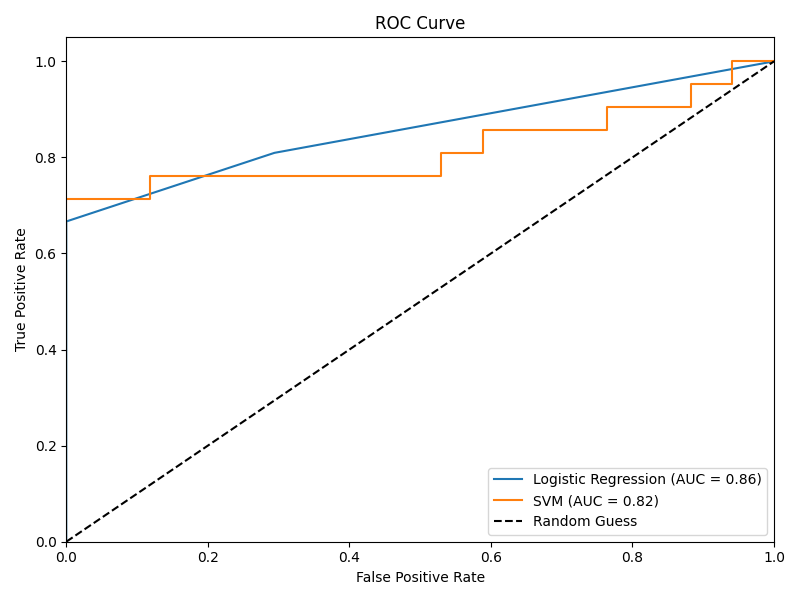 ROC Curve
1.0
0.8
0.6
0.4
0.2
0.0
True Positive Rate
0.0 0.2 0.4 0.6 0.8 1.0
False Positive Rate
Logistic Regression (AUC = 0.86)
SVM (AUC = 0.82)
Random Guess